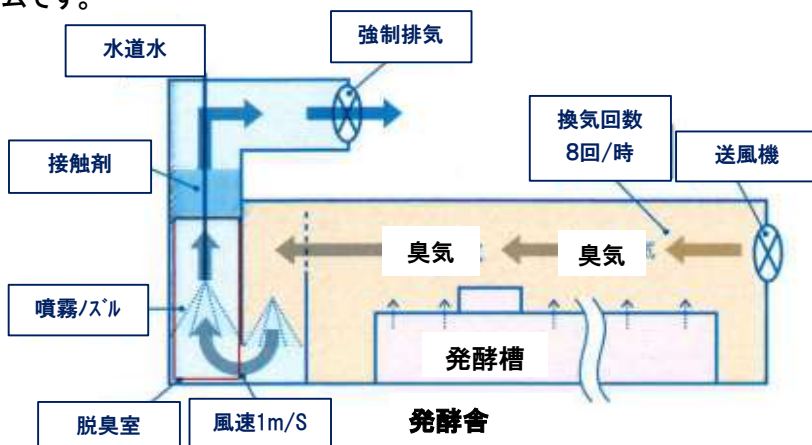 ムです。
水道水
強制排気
換気回数
8回/時
送風機
接触剤
臭気
臭気
気
噴霧ﾉｽﾞﾙ
発酵槽
脱臭室
風速1m/S
発酵舎